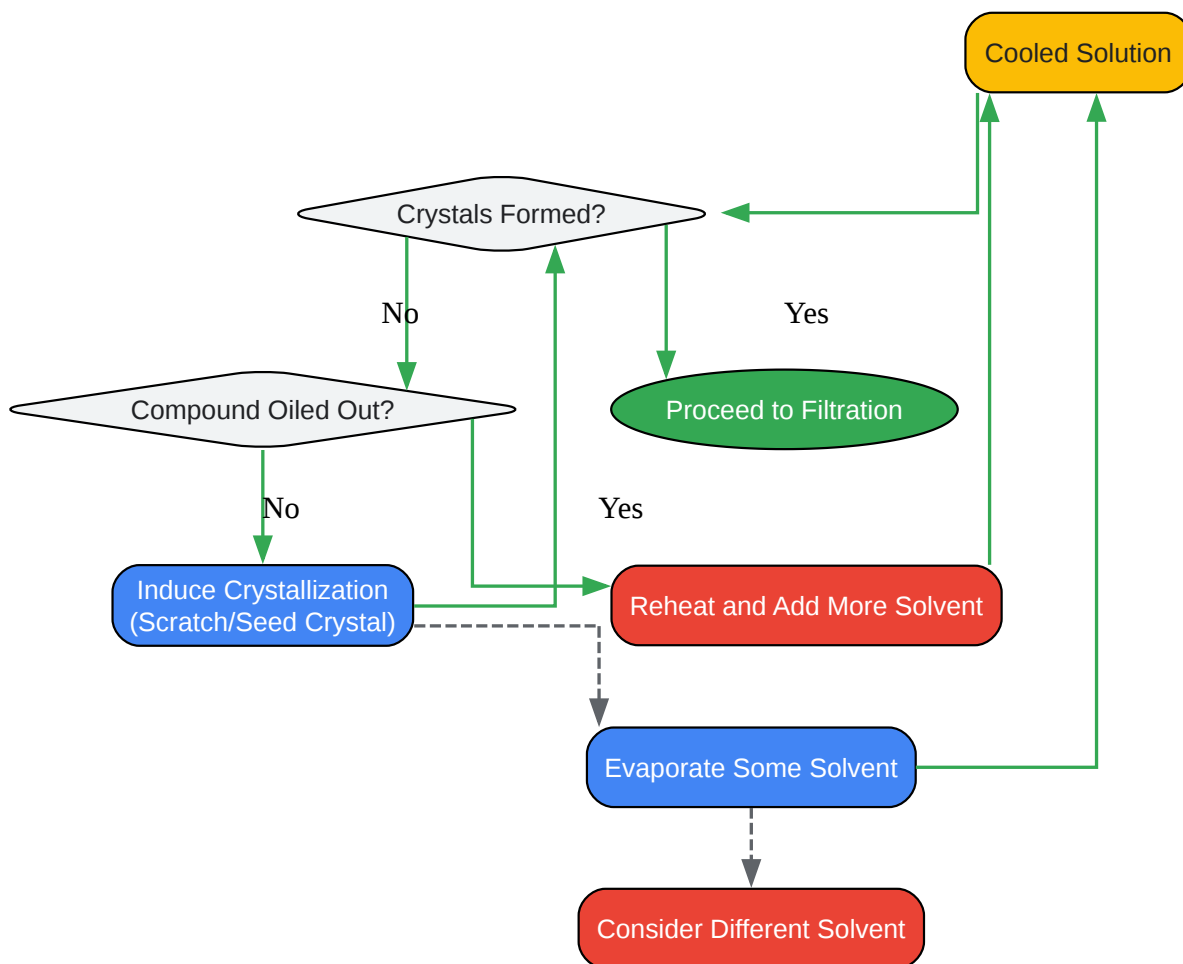 Cooled Solution
Crystals Formed?
No
Yes
Compound Oiled Out?
Proceed to Filtration
No
Yes
Induce Crystallization
(Scratch/Seed Crystal)
Reheat and Add More Solvent
Evaporate Some Solvent
Consider Different Solvent